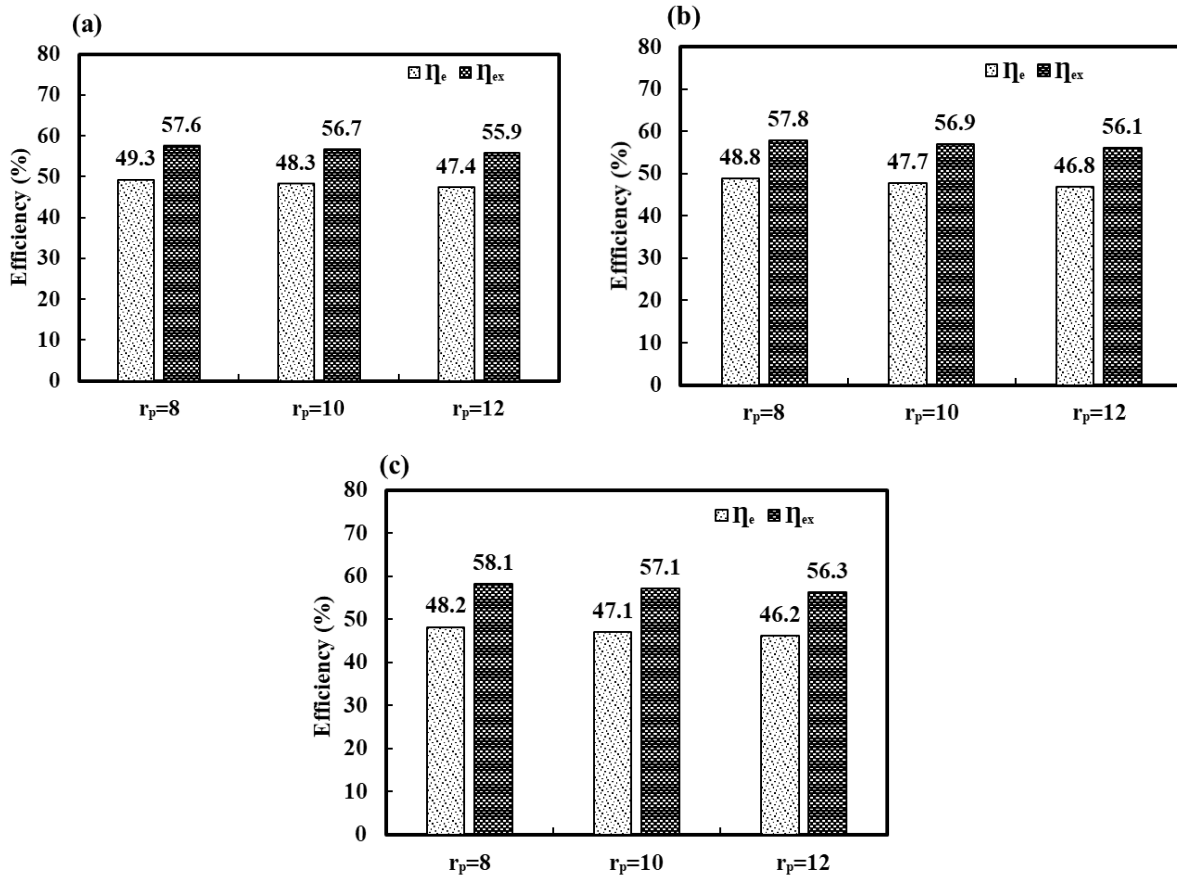 (a)
80
70
60
50
40
30
20
10
0
Efficiency (%)
ηe ηex
49.3 57.6 48.3 56.7 47.4 55.9
rp=8 rp=10 rp=12
(b)
80
70
60
50
40
30
20
10
0
Effficiency (%)
ηe ηex
48.8 57.8 47.7 56.9 46.8 56.1
rp=8 rp=10 rp=12
(c)
80
70
60
50
40
30
20
10
0
Efficiency (%)
ηe ηex
48.2 58.1 47.1 57.1 46.2 56.3
rp=8 rp=10 rp=12